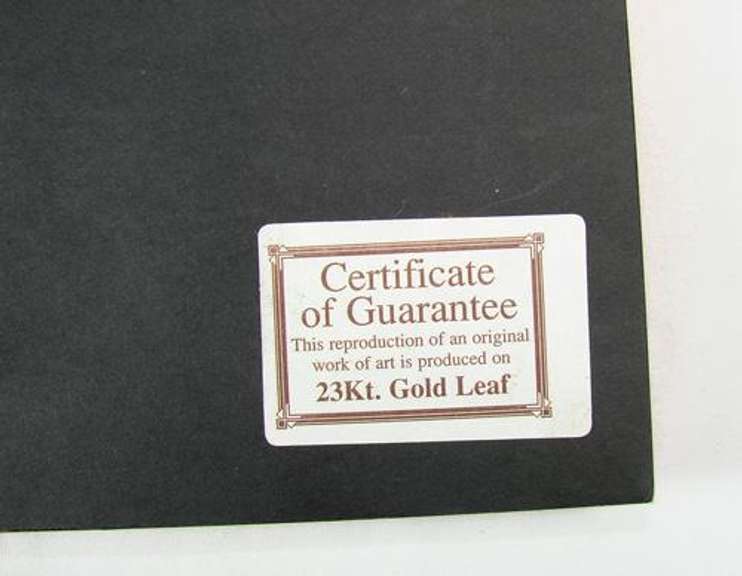 Certificate
of Guarantee
This reproduction of an original
work of art is produced on
23Kt. Gold Leaf